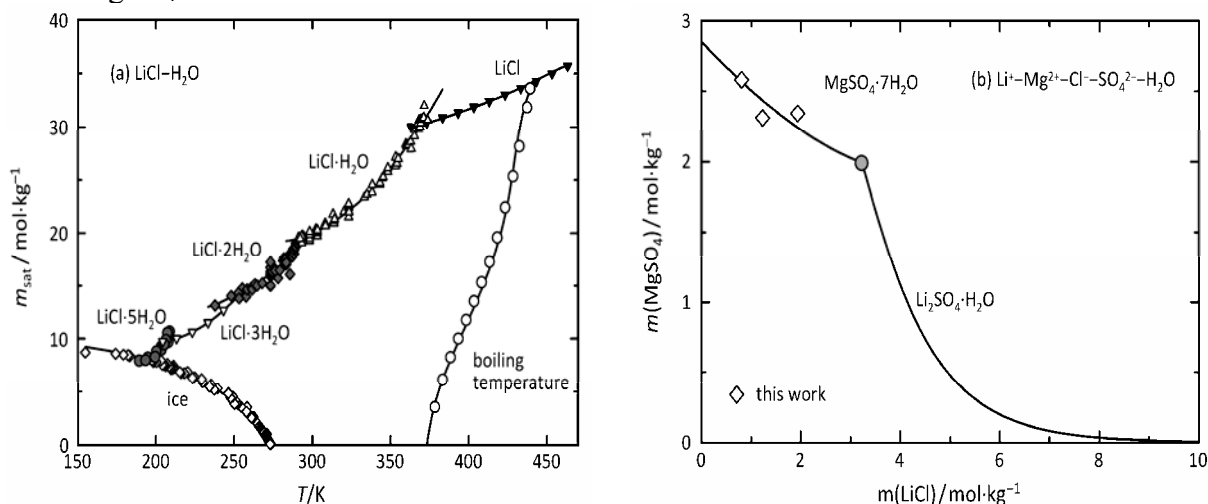 40
30
20
10
0
m_sat / mol·kg⁻¹
(a) LiCl–H₂O
LiCl
LiCl·H₂O
LiCl·2H₂O
LiCl·5H₂O
LiCl·3H₂O
ice
boiling
temperature
150 200 250 300 350 400 450
T/K
3
2
1
0
m(MgSO₄) / mol·kg⁻¹
MgSO₄·7H₂O
(b) Li⁺–Mg²⁺–Cl⁻–SO₄²⁻–H₂O
Li₂SO₄·H₂O
this work
0 2 4 6 8 10
m(LiCl) / mol·kg⁻¹